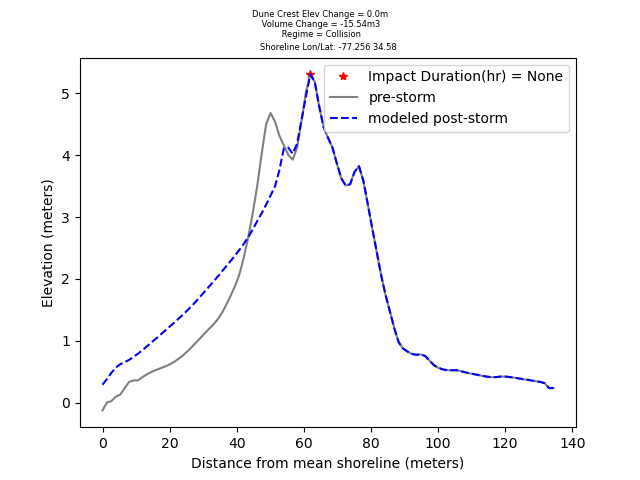 Dune Crest Elev Change = 0.0m
Volume Change = -15.54m3
Regime = Collision
Shoreline Lon/Lat: -77.256 34.58
Impact Duration(hr) = None
pre-storm
modeled post-storm
Elevation (meters)
5
4
3
2
1
0
0 20 40 60 80 100 120 140
Distance from mean shoreline (meters)